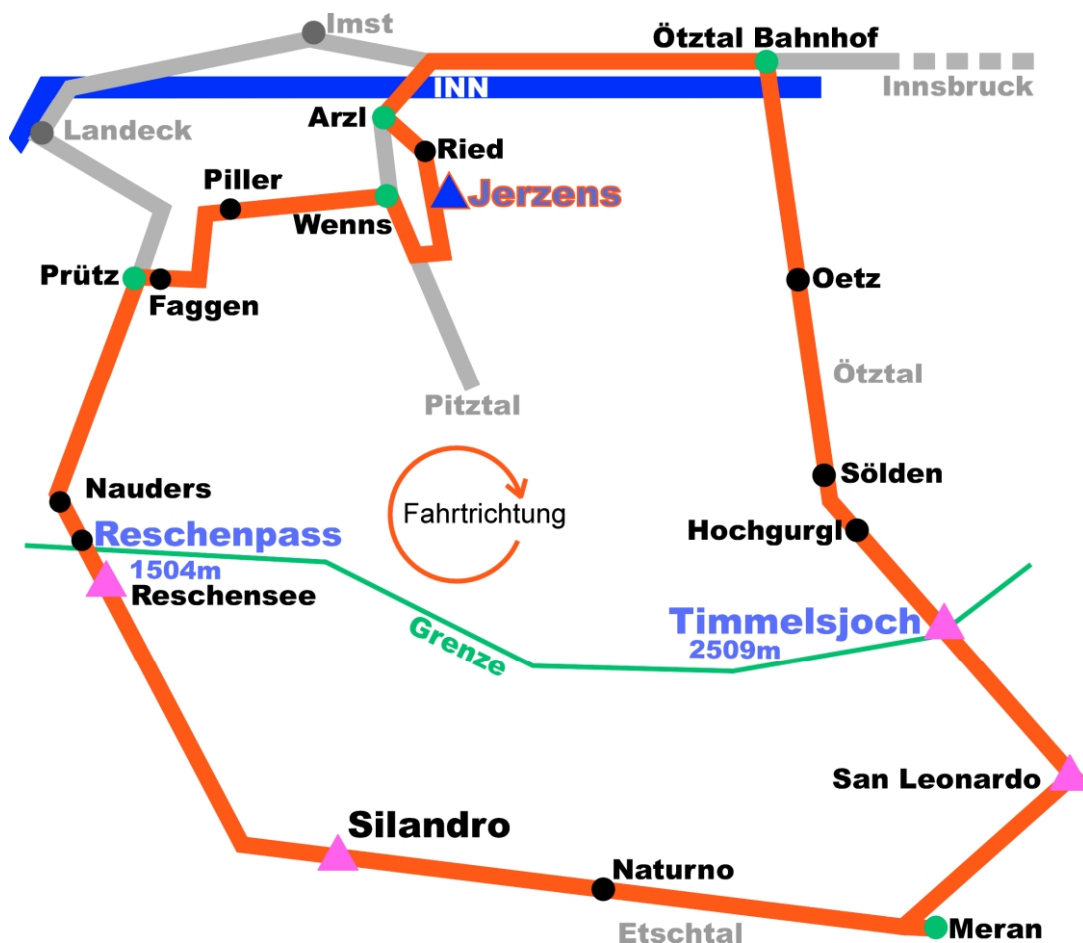 Imst
Ötztal Bahnhof
Innsbruck
INN
Arzl
Landeck
Ried
Piller
Jerzens
Wenns
Prütz
Faggen
Oetz
Ötztal
Pitztal
Sölden
Nauders
Fahrtrichtung
Hochgurgl
Reschenpass
1504m
Reschensee
Timmelsjoch
2509m
Grenze
San Leonardo
Silandro
Naturno
Etschtal
Meran